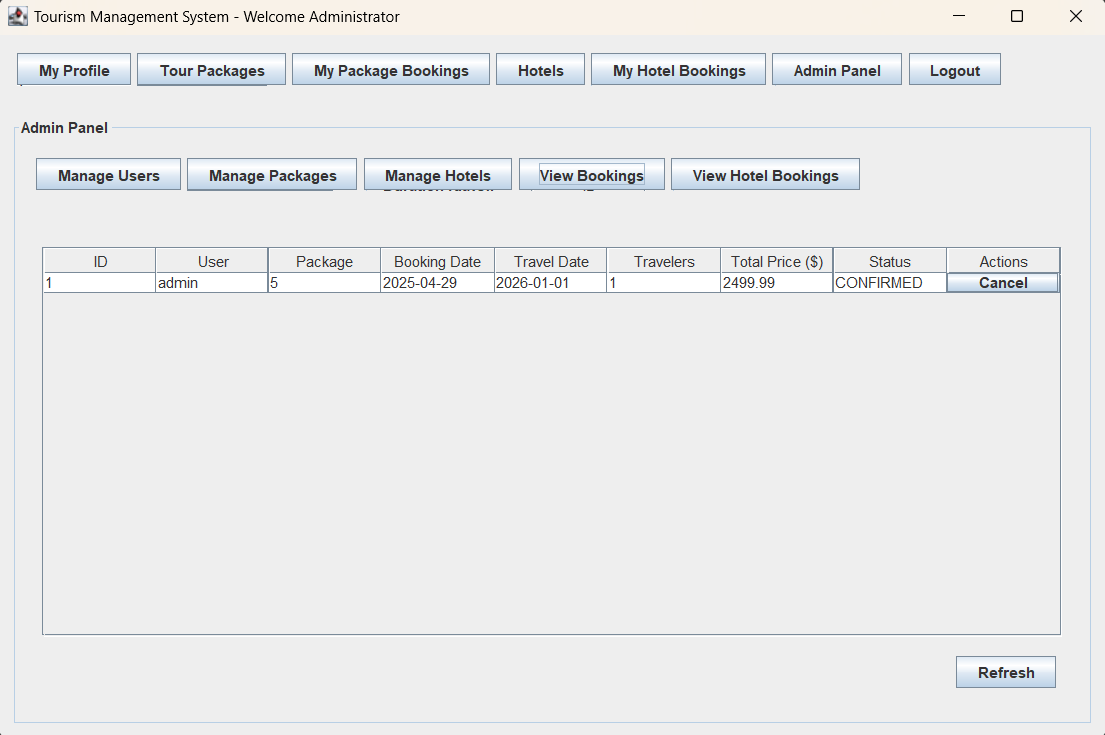 Tourism Management System - Welcome Administrator
My Profile Tour Packages My Package Bookings Hotels My Hotel Bookings Admin Panel Logout
Admin Panel
Manage Users Manage Packages Manage Hotels View Bookings View Hotel Bookings
ID User Package Booking Date Travel Date Travelers Total Price ($) Status Actions
1 admin 5 2025-04-29 2026-01-01 1 2499.99 CONFIRMED Cancel
Refresh